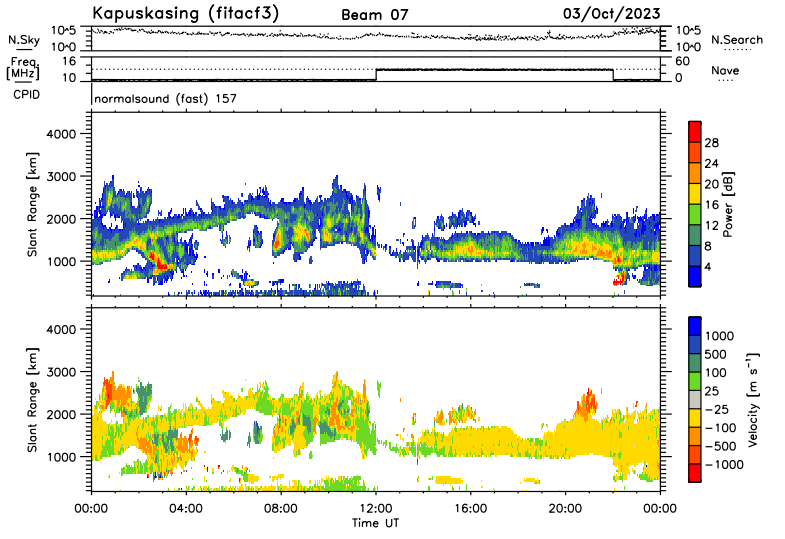 Kapuskasing (fitacf3) Beam 07 03/Oct/2023
N.Sky 10^5 10^0 10^5 10^0 N.Search
Freq. [MHz] 16 10 60 0 Nave
CPID normalsound (fast) 157
Slant Range [km] 4000 3000 2000 1000
28 24 20 16 12 8 4 Power [dB]
Slant Range [km] 4000 3000 2000 1000
1000 500 100 25 −25 −100 −500 −1000 Velocity [m s⁻¹]
00:00 04:00 08:00 12:00 16:00 20:00 00:00
Time UT